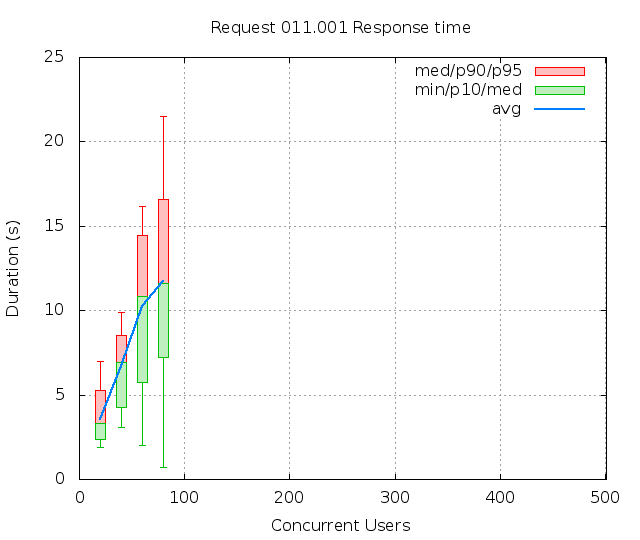 Request 011.001 Response time
25
20
15
10
5
0
0 100 200 300 400 500
med/p90/p95
min/p10/med
avg
Duration (s)
Concurrent Users